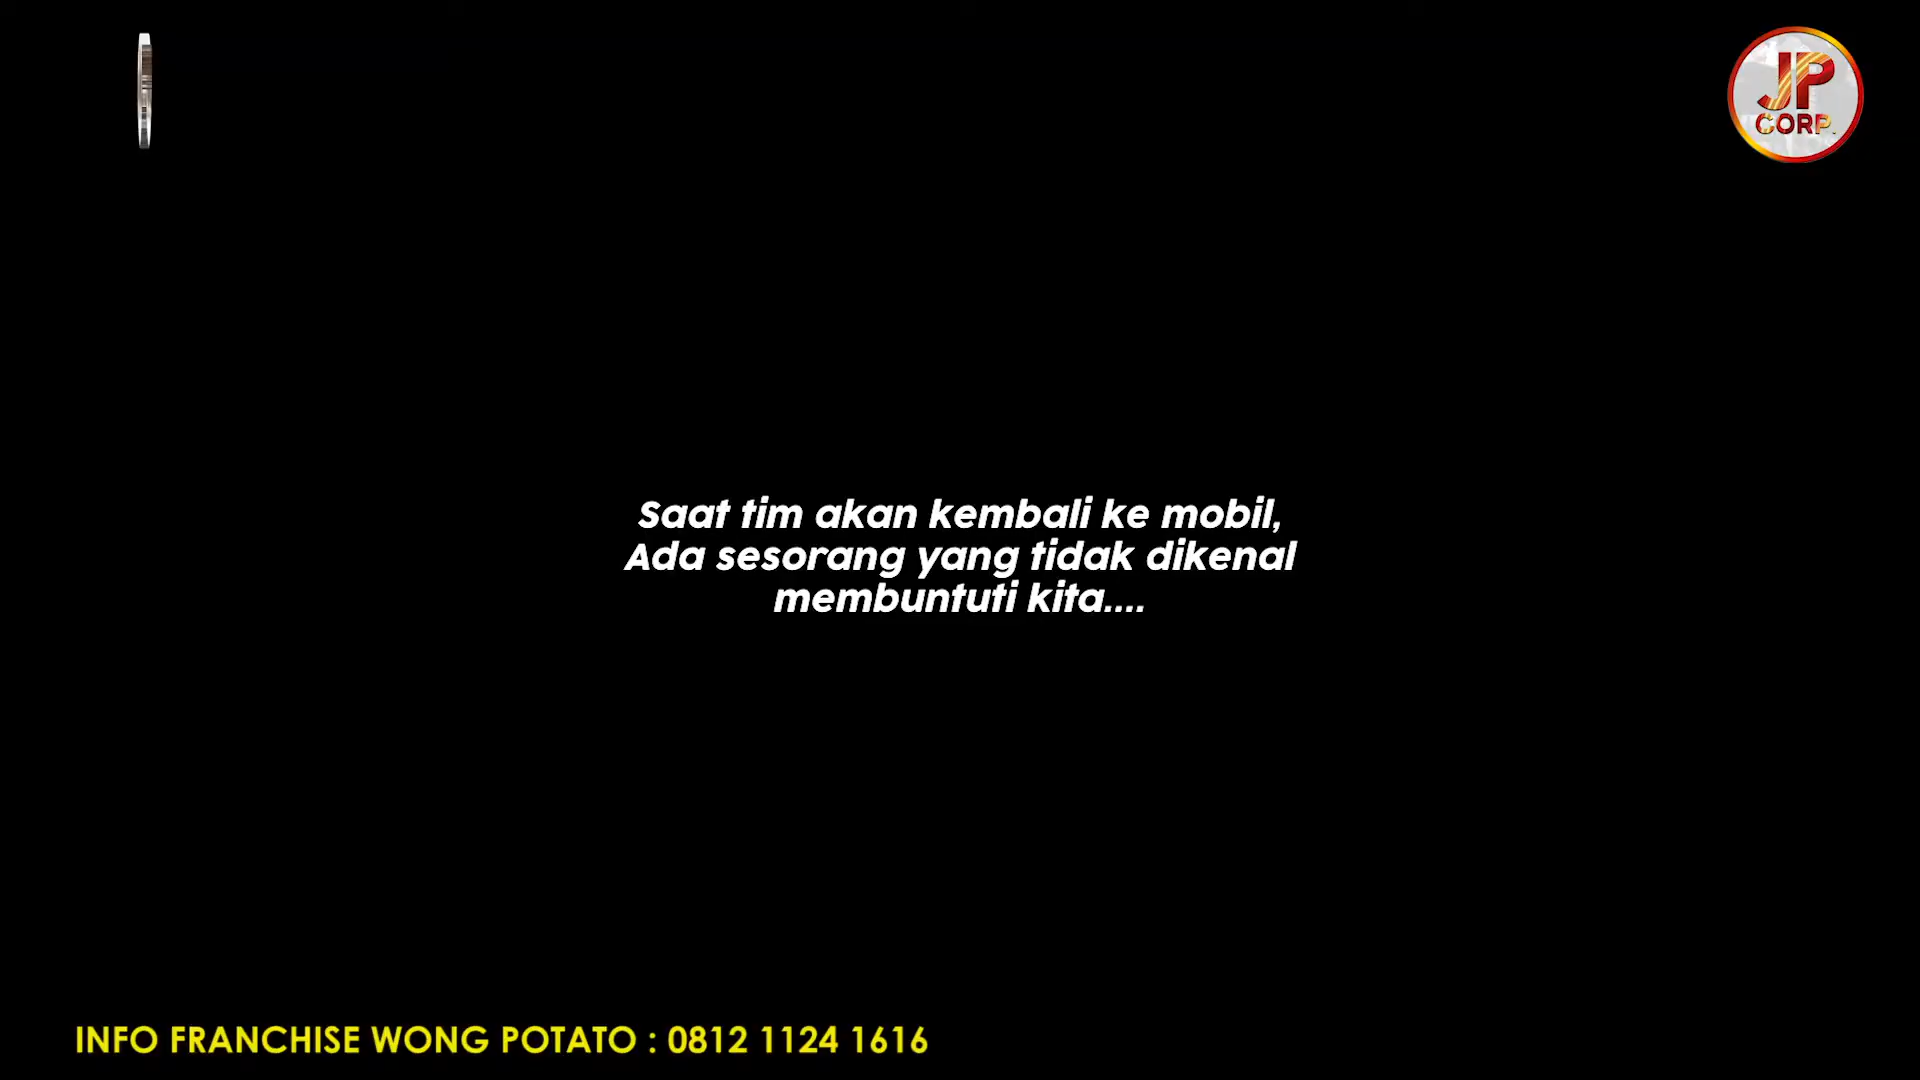 JP
CORP.
Saat tim akan kembali ke mobil,
Ada sesorang yang tidak dikenal
membuntuti kita....
INFO FRANCHISE WONG POTATO : 0812 1124 1616